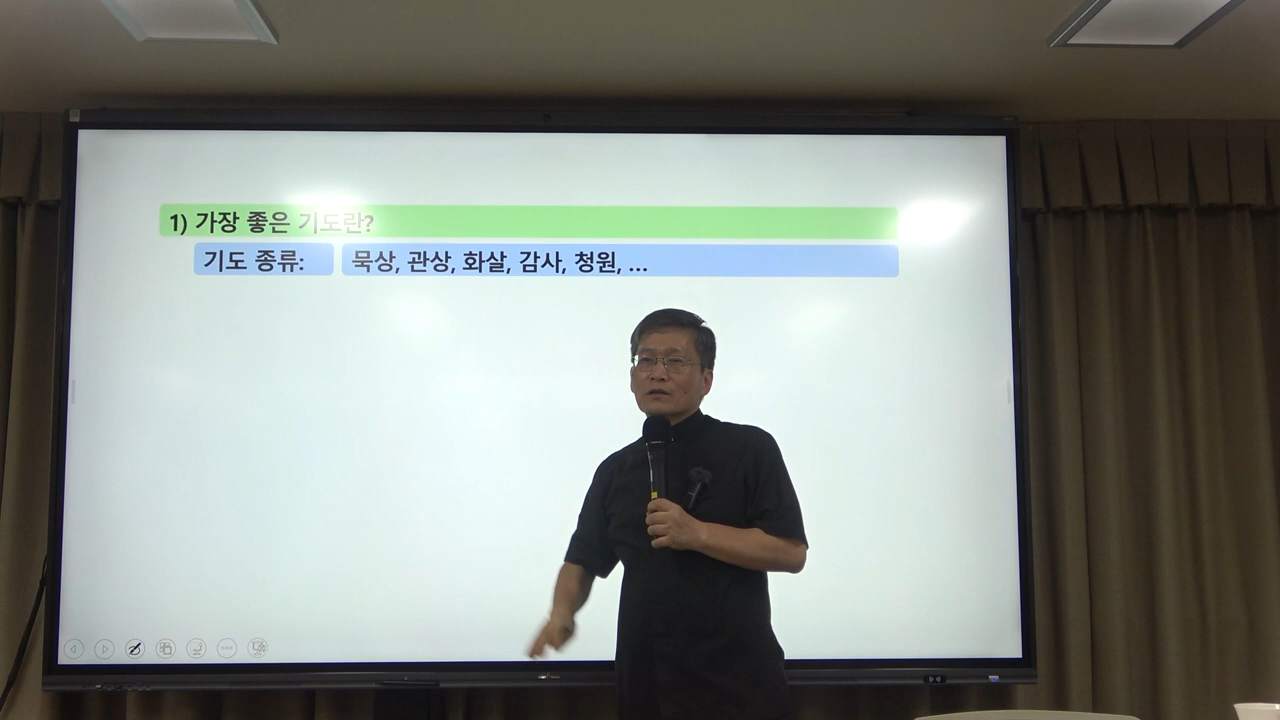 1) 가장 좋은 기도란?
기도 종류: 묵상, 관상, 화살, 감사, 청원, ...